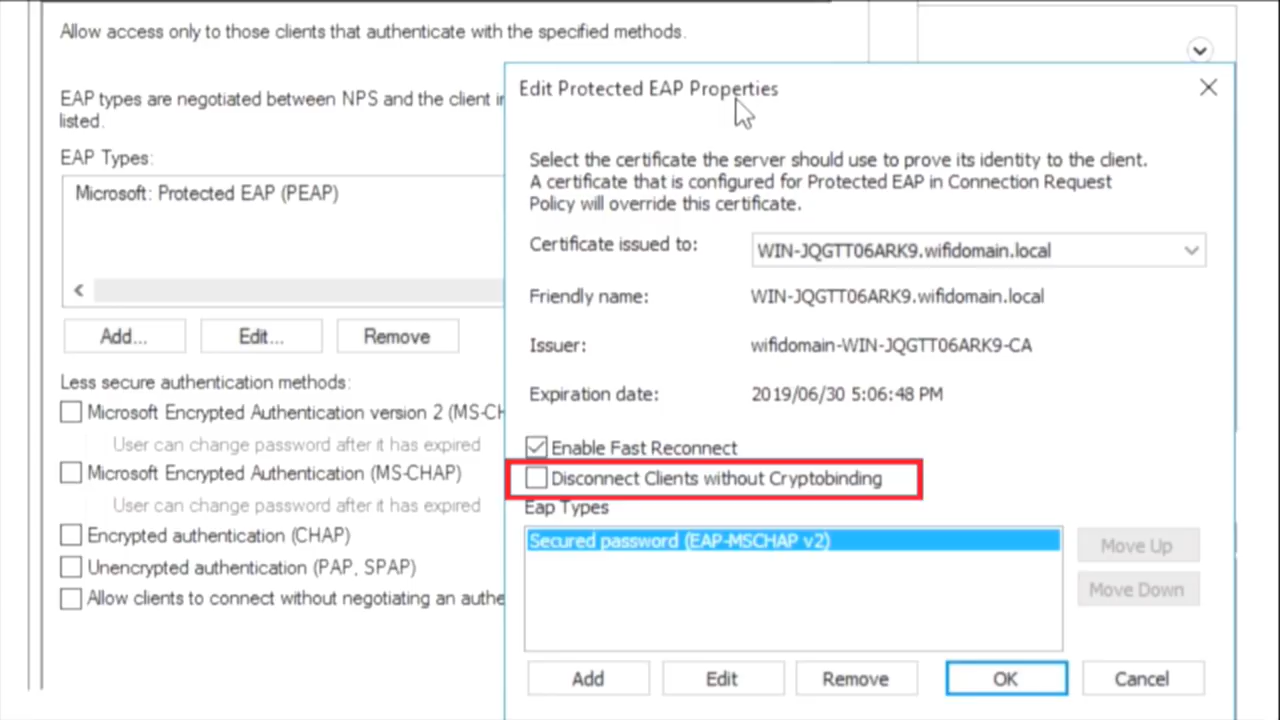 Allow access only to those clients that authenticate with the specified methods.
EAP types are negotiated between NPS and the client in
listed.
EAP Types:
Microsoft: Protected EAP (PEAP)
Add...
Edit...
Remove
Less secure authentication methods:
Microsoft Encrypted Authentication version 2 (MS-CH
User can change password after it has expired
Microsoft Encrypted Authentication (MS-CHAP)
User can change password after it has expired
Encrypted authentication (CHAP)
Unencrypted authentication (PAP, SPAP)
Allow clients to connect without negotiating an authe
Edit Protected EAP Properties
Select the certificate the server should use to prove its identity to the client.
A certificate that is configured for Protected EAP in Connection Request
Policy will override this certificate.
Certificate issued to: WIN-JQGTT06ARK9.wifidomain.local
Friendly name: WIN-JQGTT06ARK9.wifidomain.local
Issuer: wifidomain-WIN-JQGTT06ARK9-CA
Expiration date: 2019/06/30 5:06:48 PM
Enable Fast Reconnect
Disconnect Clients without Cryptobinding
Eap Types
Secured password (EAP-MSCHAP v2)
Move Up
Move Down
Add
Edit
Remove
OK
Cancel